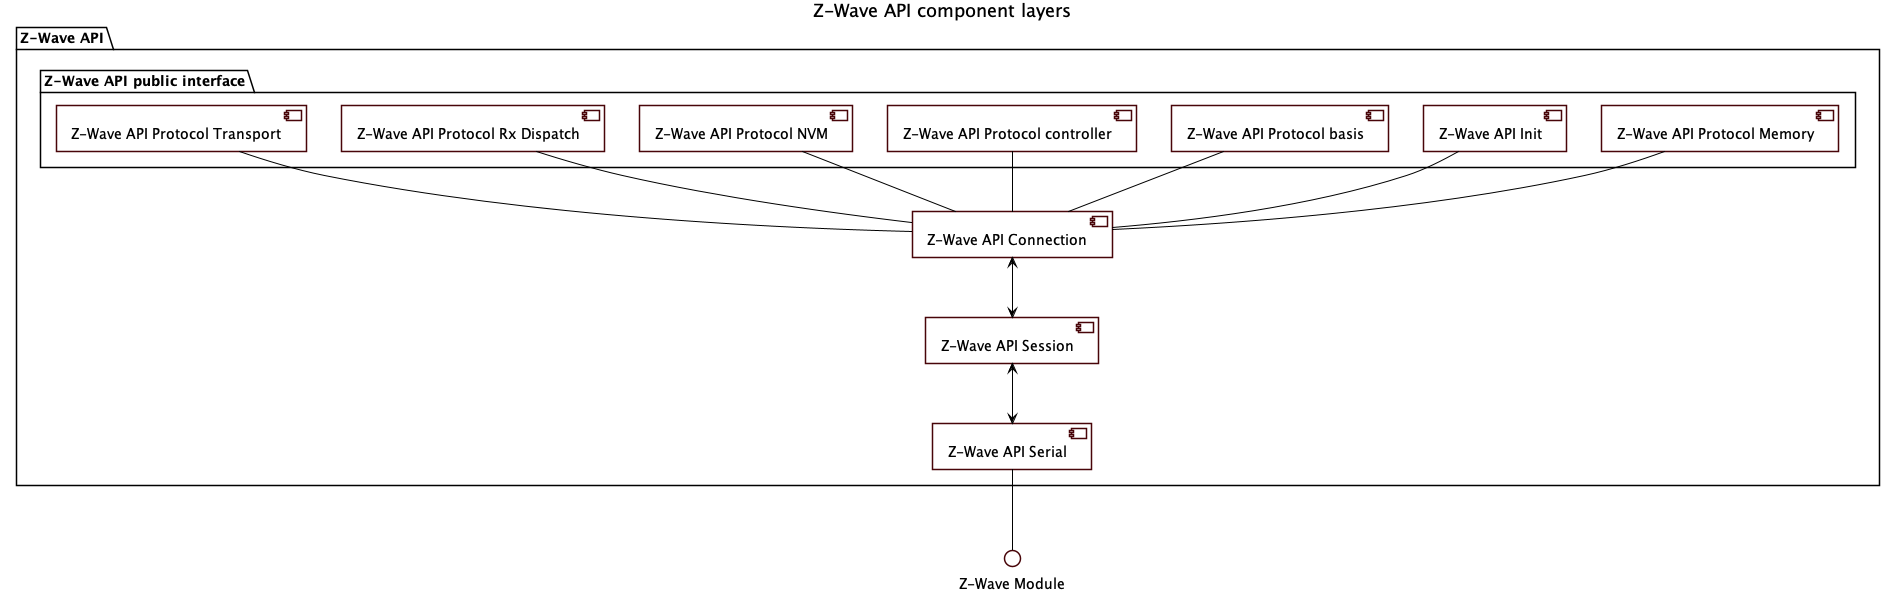 Z-Wave API component layers
Z-Wave API
Z-Wave API public interface
Z-Wave API Protocol Transport
Z-Wave API Protocol Rx Dispatch
Z-Wave API Protocol NVM
Z-Wave API Protocol controller
Z-Wave API Protocol basis
Z-Wave API Init
Z-Wave API Protocol Memory
Z-Wave API Connection
Z-Wave API Session
Z-Wave API Serial
Z-Wave Module